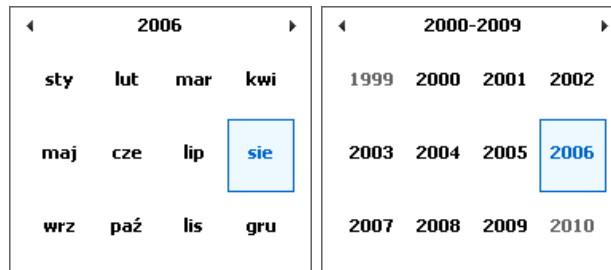 2006
sty lut mar kwi
maj cze lip sie
wrz paź lis gru
2000-2009
1999 2000 2001 2002
2003 2004 2005 2006
2007 2008 2009 2010